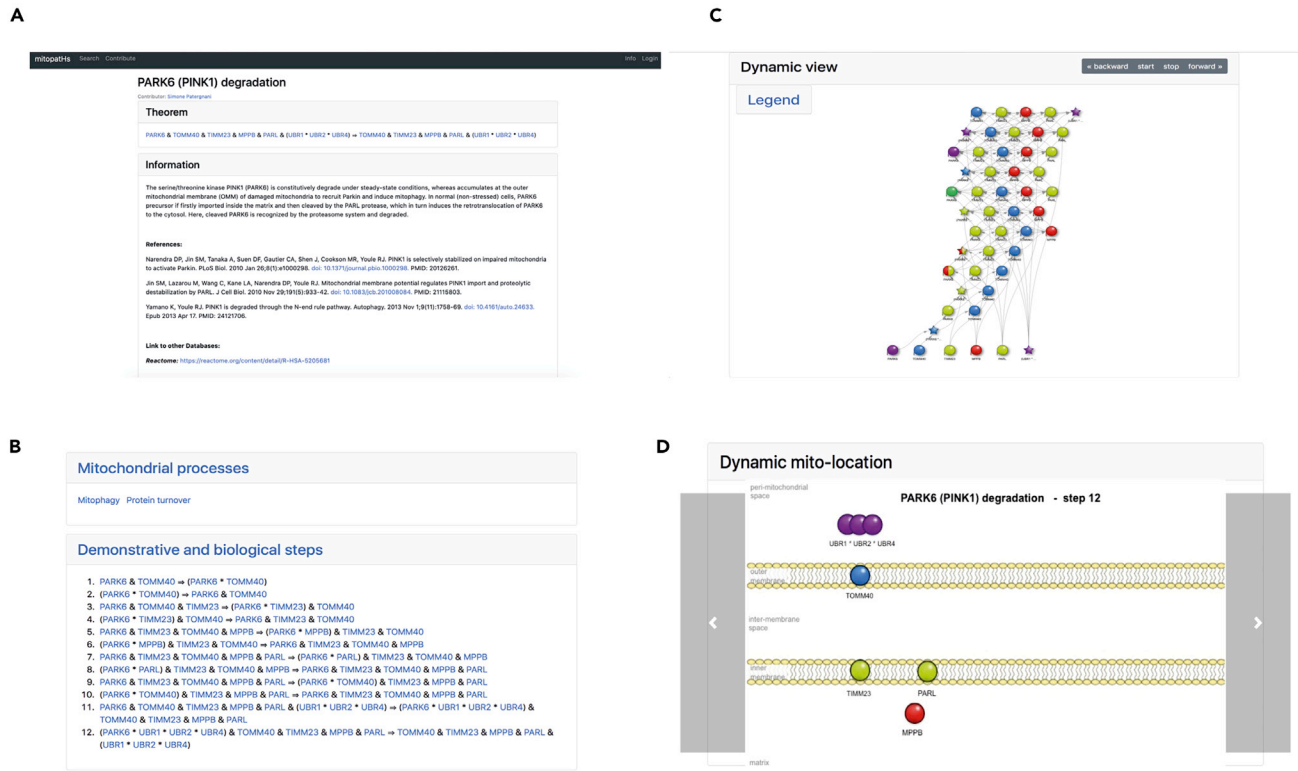 A
mitopatHs Search Contribute Info Login
PARK6 (PINK1) degradation
Contributor: Simone Patergnani
Theorem
PARK6 & TOMM40 & TIMM23 & MPPB & PARL & (UBR1 * UBR2 * UBR4) ⇒ TOMM40 & TIMM23 & MPPB & PARL & (UBR1 * UBR2 * UBR4)
Information
The serine/threonine kinase PINK1 (PARK6) is constitutively degrade under steady-state conditions, whereas accumulates at the outer
mitochondrial membrane (OMM) of damaged mitochondria to recruit Parkin and induce mitophagy. In normal (non-stressed) cells, PARK6
precursor if firstly imported inside the matrix and then cleaved by the PARL protease, which in turn induces the retrotranslocation of PARK6
to the cytosol. Here, cleaved PARK6 is recognized by the proteasome system and degraded.
References:
Narendra DP, Jin SM, Tanaka A, Suen DF, Gautier CA, Shen J, Cookson MR, Youle RJ. PINK1 is selectively stabilized on impaired mitochondria
to activate Parkin. PLoS Biol. 2010 Jan 26;8(1):e1000298. doi: 10.1371/journal.pbio.1000298. PMID: 20126261.
Jin SM, Lazarou M, Wang C, Kane LA, Narendra DP, Youle RJ. Mitochondrial membrane potential regulates PINK1 import and proteolytic
destabilization by PARL. J Cell Biol. 2010 Nov 29;191(5):933-42. doi: 10.1083/jcb.201008084. PMID: 21115803.
Yamano K, Youle RJ. PINK1 is degraded through the N-end rule pathway. Autophagy. 2013 Nov 1;9(11):1758-69. doi: 10.4161/auto.24633.
Epub 2013 Apr 17. PMID: 24121706.
Link to other Databases:
Reactome: https://reactome.org/content/detail/R-HSA-5205681
C
Dynamic view
« backward start stop forward »
Legend
PARK6 TOMM40 TIMM23 MPPB PARL
B
Mitochondrial processes
Mitophagy Protein turnover
Demonstrative and biological steps
1. PARK6 & TOMM40 ⇒ (PARK6 * TOMM40)
2. (PARK6 * TOMM40) ⇒ PARK6 & TOMM40
3. PARK6 & TOMM40 & TIMM23 ⇒ (PARK6 * TIMM23) & TOMM40
4. (PARK6 * TIMM23) & TOMM40 ⇒ PARK6 & TIMM23 & TOMM40
5. PARK6 & TIMM23 & TOMM40 & MPPB ⇒ (PARK6 * MPPB) & TIMM23 & TOMM40
6. (PARK6 * MPPB) & TIMM23 & TOMM40 ⇒ PARK6 & TIMM23 & TOMM40 & MPPB
7. PARK6 & TIMM23 & TOMM40 & MPPB & PARL ⇒ (PARK6 * PARL) & TIMM23 & TOMM40 & MPPB
8. (PARK6 * PARL) & TIMM23 & TOMM40 & MPPB ⇒ PARK6 & TIMM23 & TOMM40 & MPPB & PARL
9. PARK6 & TIMM23 & TOMM40 & MPPB & PARL ⇒ (PARK6 * TOMM40) & TIMM23 & MPPB & PARL
10. (PARK6 * TOMM40) & TIMM23 & MPPB & PARL ⇒ PARK6 & TIMM23 & TOMM40 & MPPB & PARL
11. PARK6 & TOMM40 & TIMM23 & MPPB & PARL & (UBR1 * UBR2 * UBR4) ⇒ (PARK6 * UBR1 * UBR2 * UBR4) &
TOMM40 & TIMM23 & MPPB & PARL
12. (PARK6 * UBR1 * UBR2 * UBR4) & TOMM40 & TIMM23 & MPPB & PARL ⇒ TOMM40 & TIMM23 & MPPB & PARL &
(UBR1 * UBR2 * UBR4)
D
Dynamic mito-location
peri-mitochondrial
space
PARK6 (PINK1) degradation - step 12
UBR1 * UBR2 * UBR4
outer
membrane
TOMM40
inter-membrane
space
inner
membrane
TIMM23 PARL
MPPB
matrix